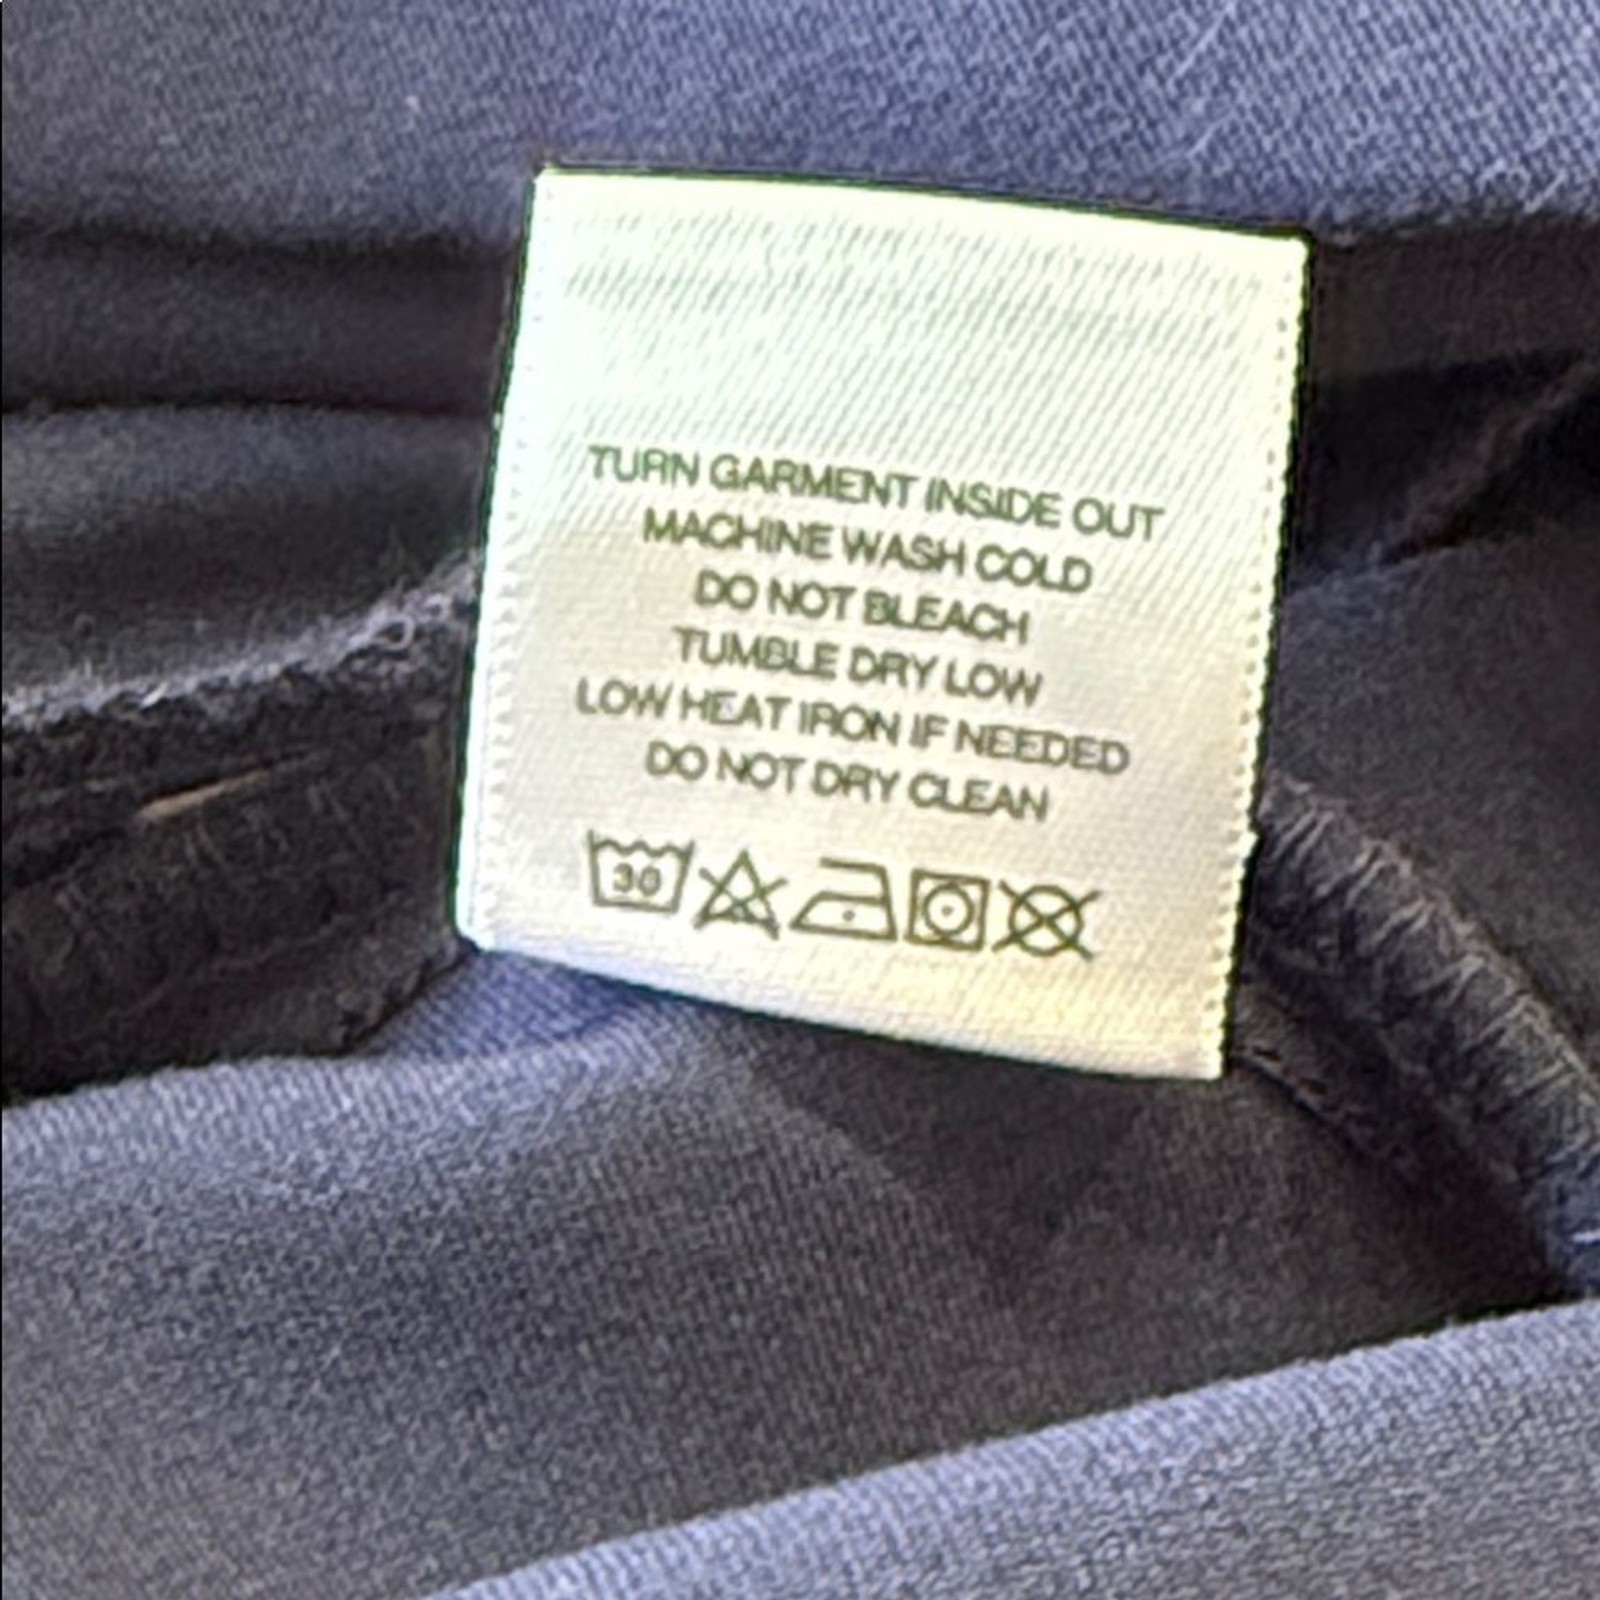 TURN GARMENT INSIDE OUT
MACHINE WASH COLD
DO NOT BLEACH
TUMBLE DRY LOW
LOW HEAT IRON IF NEEDED
DO NOT DRY CLEAN
30